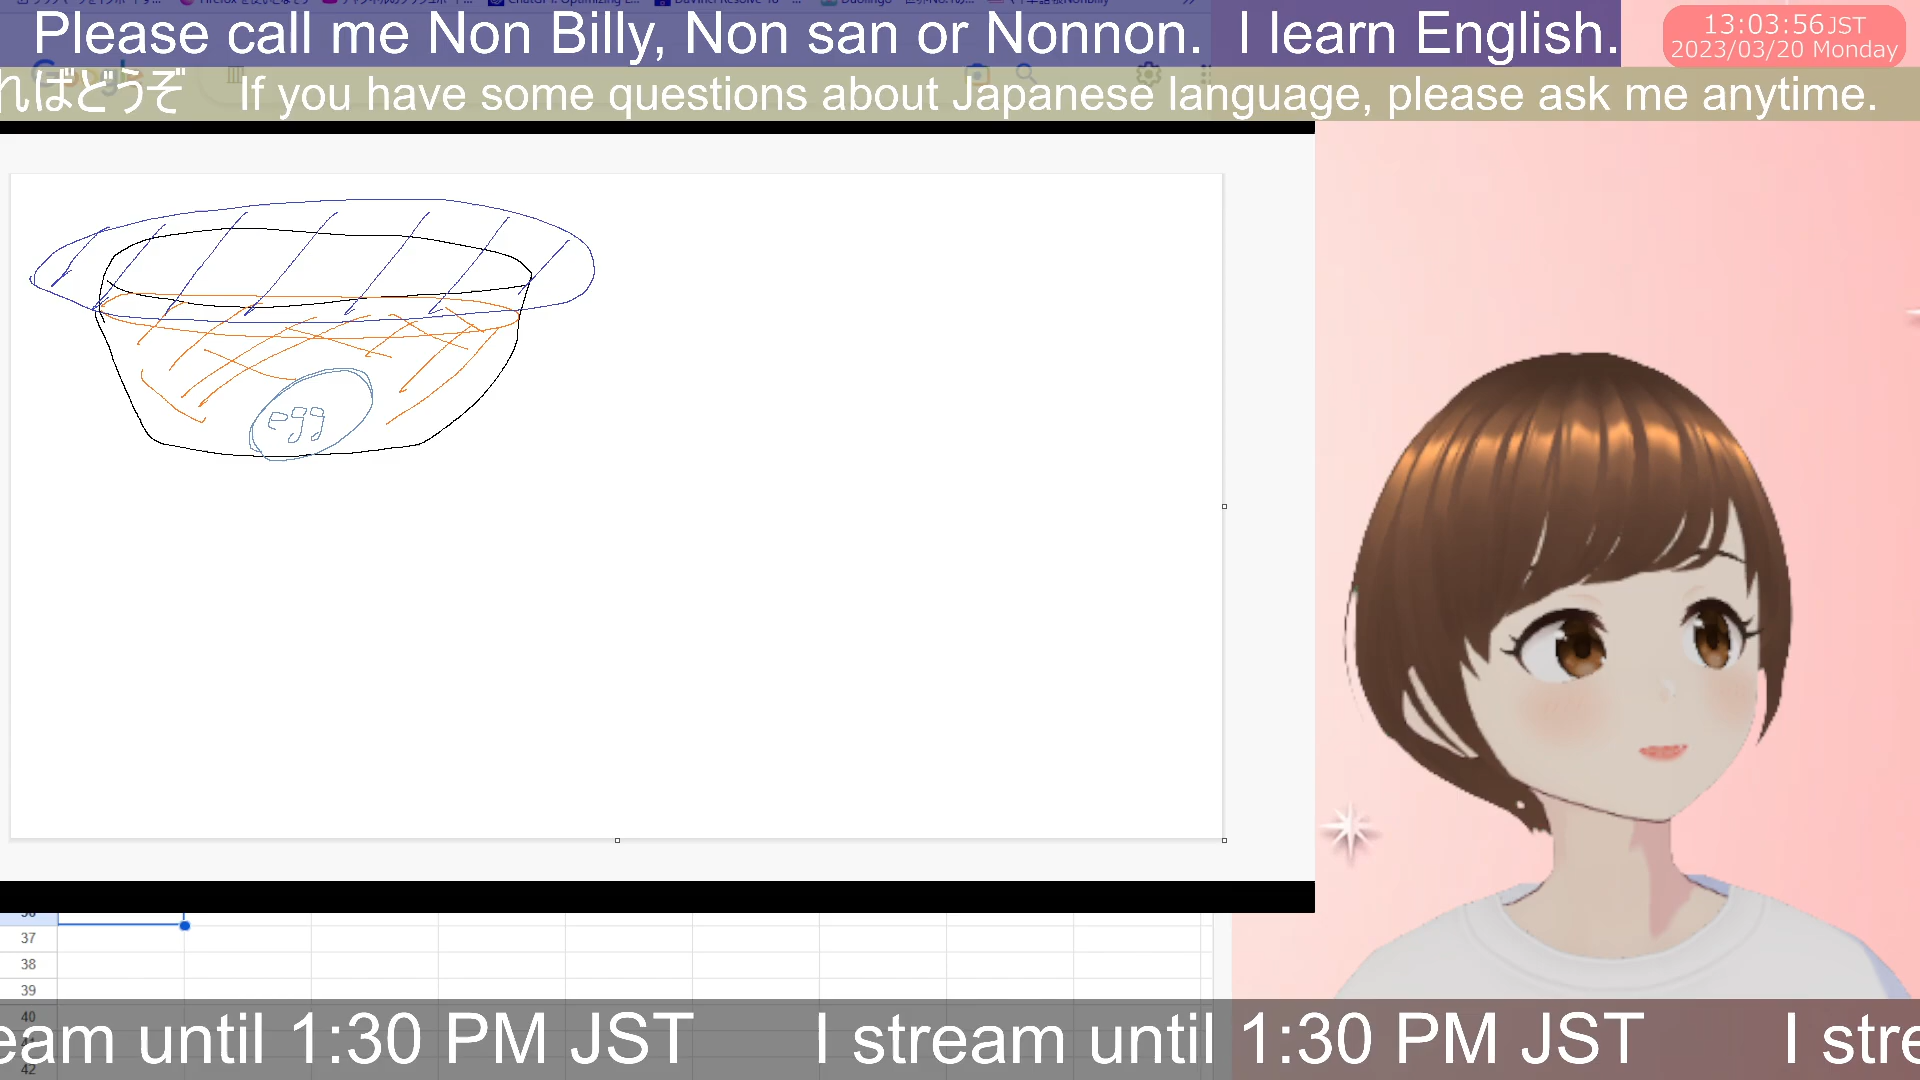 Please call me Non Billy, Non san or Nonnon. I learn English.
13:03:56 JST
2023/03/20 Monday
ればどうぞ If you have some questions about Japanese language, please ask me anytime.
egg
37
38
39
40
42
eam until 1:30 PM JST I stream until 1:30 PM JST I stre